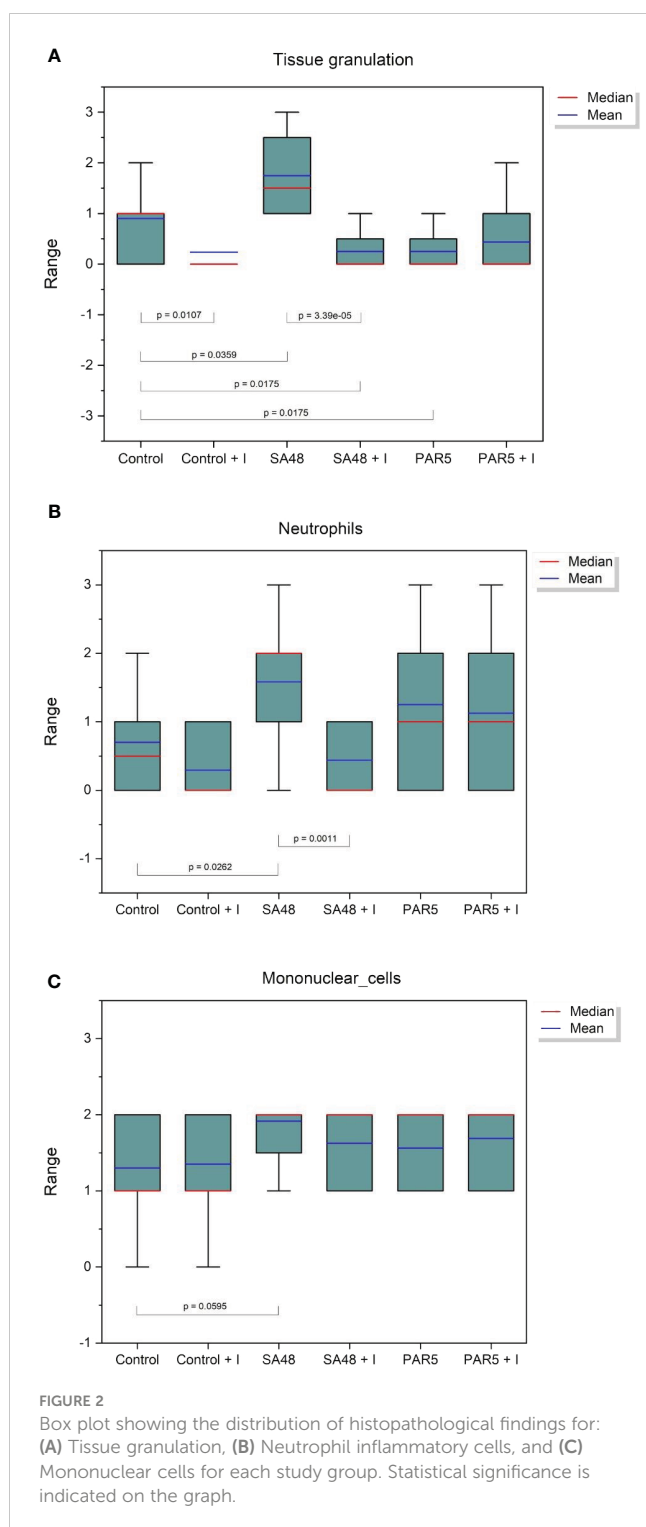 A
Tissue granulation
Median
Mean
3
2
1
0
-1
-2
-3
Range
p = 0.0107
p = 3.39e-05
p = 0.0359
p = 0.0175
p = 0.0175
Control
Control + I
SA48
SA48 + I
PAR5
PAR5 + I
B
Neutrophils
Median
Mean
3
2
1
0
-1
Range
p = 0.0011
p = 0.0262
Control
Control + I
SA48
SA48 + I
PAR5
PAR5 + I
C
Mononuclear_cells
Median
Mean
3
2
1
0
-1
Range
p = 0.0595
Control
Control + I
SA48
SA48 + I
PAR5
PAR5 + I
FIGURE 2
Box plot showing the distribution of histopathological findings for:
(A) Tissue granulation, (B) Neutrophil inflammatory cells, and (C)
Mononuclear cells for each study group. Statistical significance is
indicated on the graph.